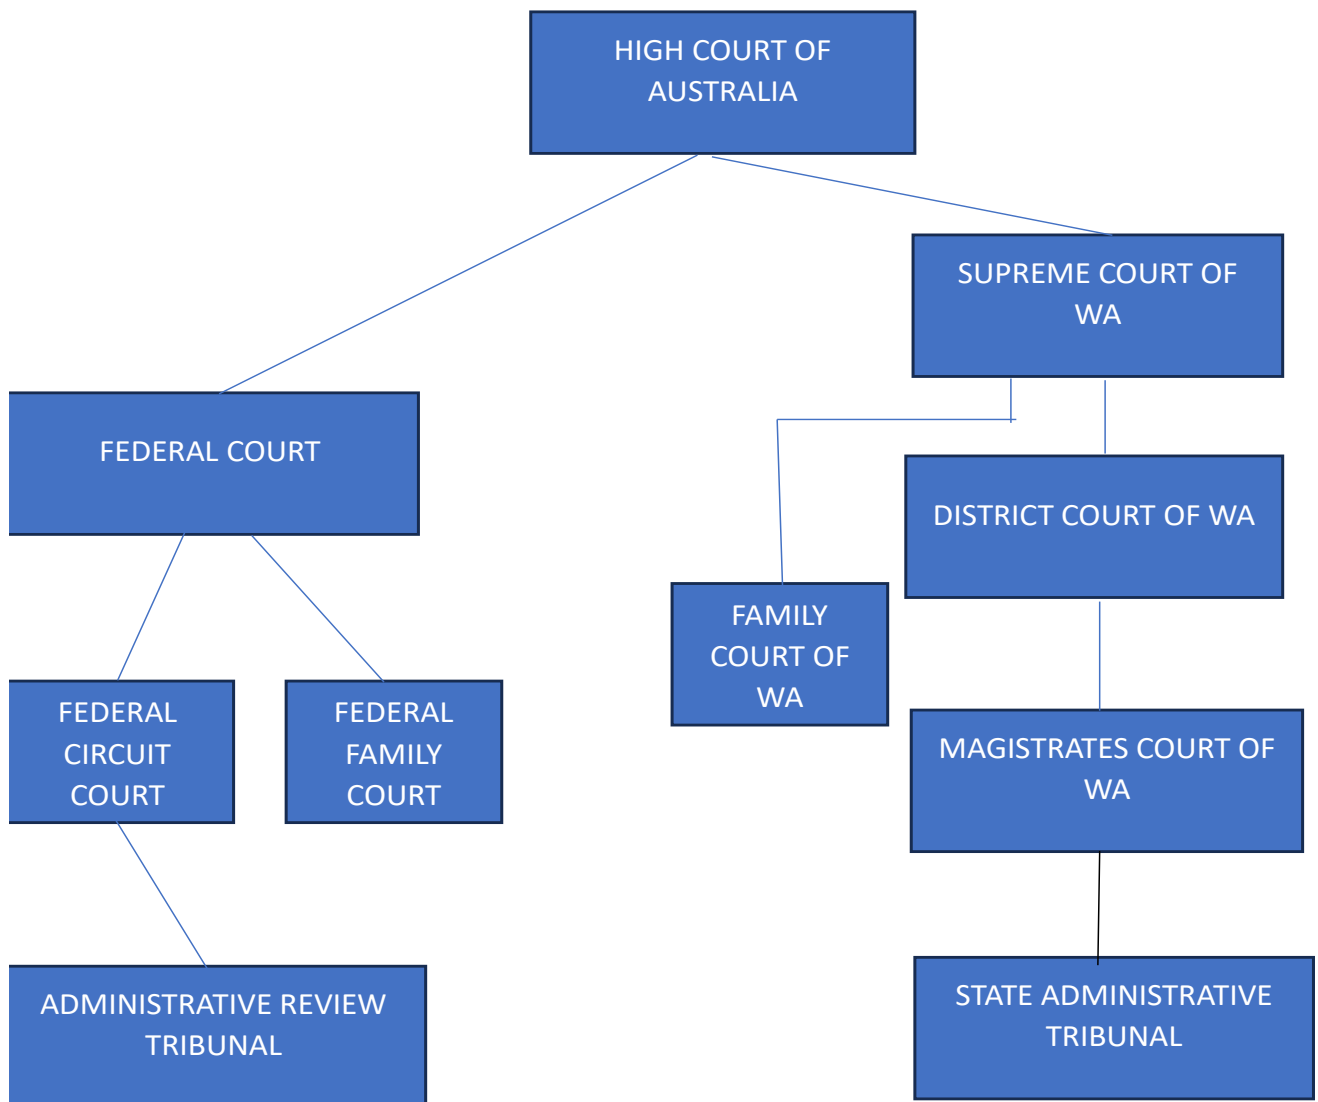 HIGH COURT OF
AUSTRALIA
SUPREME COURT OF
WA
FEDERAL COURT
DISTRICT COURT OF WA
FAMILY
COURT OF
WA
FEDERAL
CIRCUIT
COURT
FEDERAL
FAMILY
COURT
MAGISTRATES COURT OF
WA
ADMINISTRATIVE REVIEW
TRIBUNAL
STATE ADMINISTRATIVE
TRIBUNAL